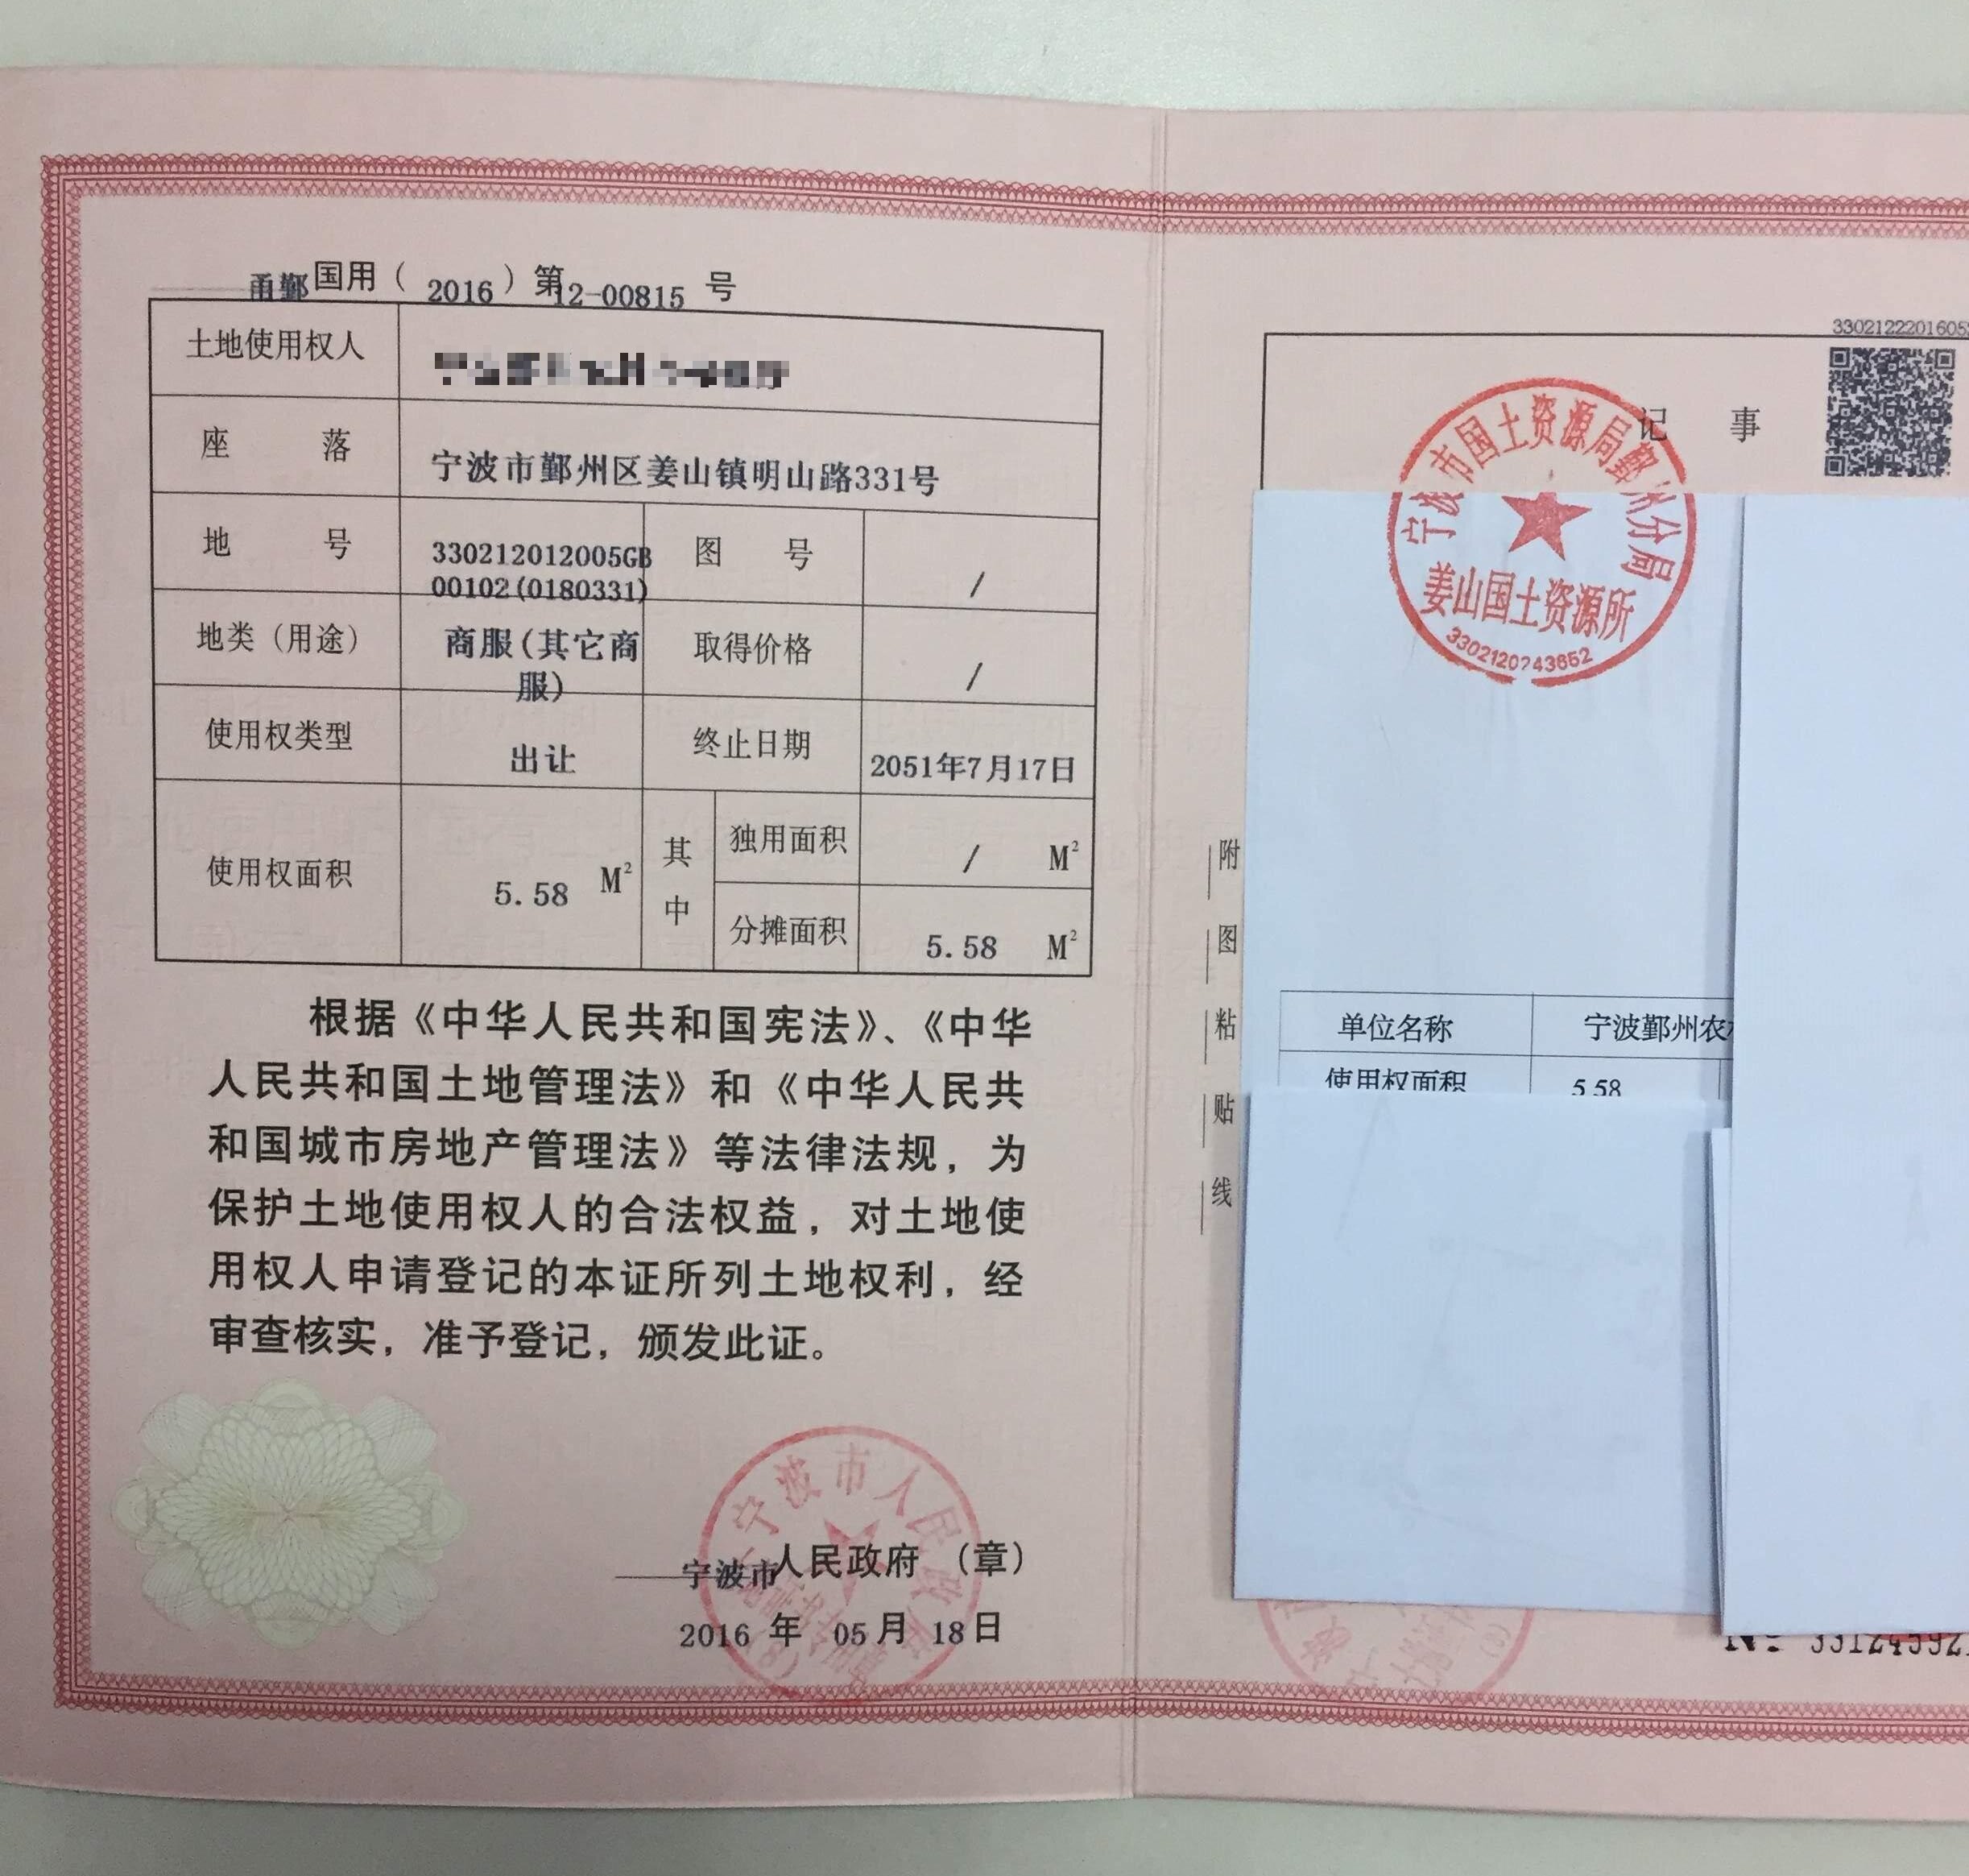 甬鄞国用（2016）第12-00815号
土地使用权人
座落 宁波市鄞州区姜山镇明山路331号
地号 330212012005GB00102(0180331) 图号 /
地类（用途） 商服(其它商服) 取得价格 /
使用权类型 出让 终止日期 2051年7月17日
使用权面积 5.58 M² 其中 独用面积 / M²
分摊面积 5.58 M²
根据《中华人民共和国宪法》、《中华
人民共和国土地管理法》和《中华人民共
和国城市房地产管理法》等法律法规，为
保护土地使用权人的合法权益，对土地使
用权人申请登记的本证所列土地权利，经
审查核实，准予登记，颁发此证。
宁波市人民政府（章）
2016年05月18日
宁波市人民政府
3302122201605
记事
宁波市国土资源局鄞州分局
姜山国土资源所
3302120243652
附图粘贴线
单位名称 宁波鄞州农
使用权面积 5.58